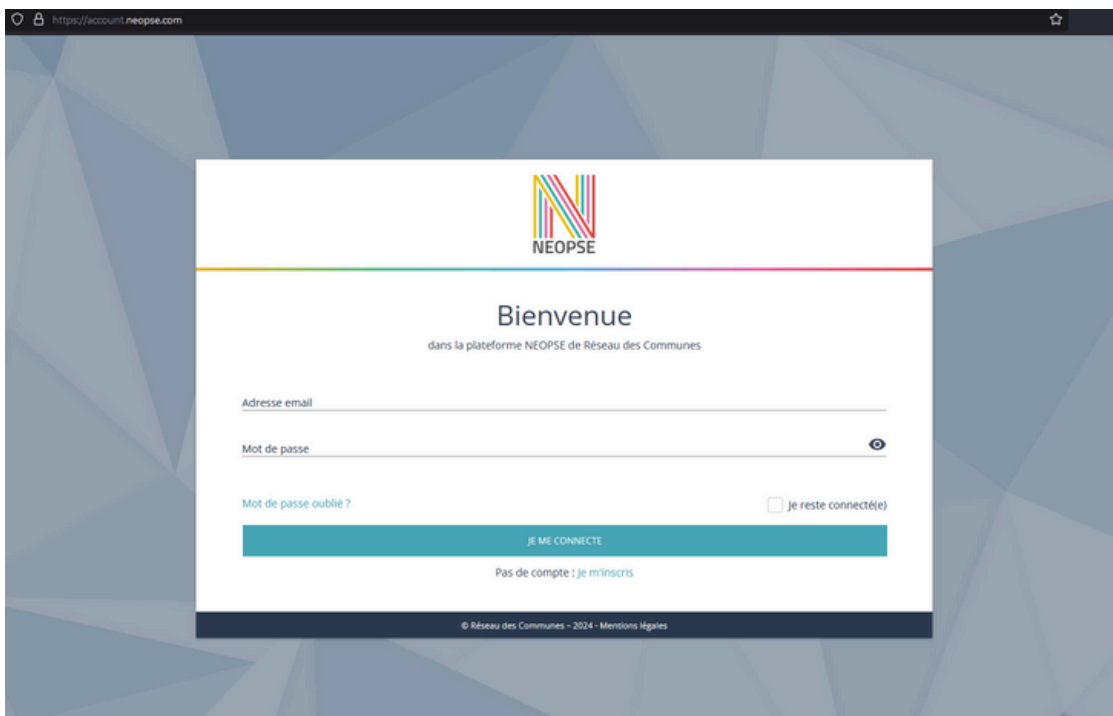 https://account.neopse.com
NEOPSE
Bienvenue
dans la plateforme NEOPSE de Réseau des Communes
Adresse email
Mot de passe
Mot de passe oublié ?
Je reste connecté(e)
JE ME CONNECTE
Pas de compte : Je m'inscris
© Réseau des Communes – 2024 - Mentions légales